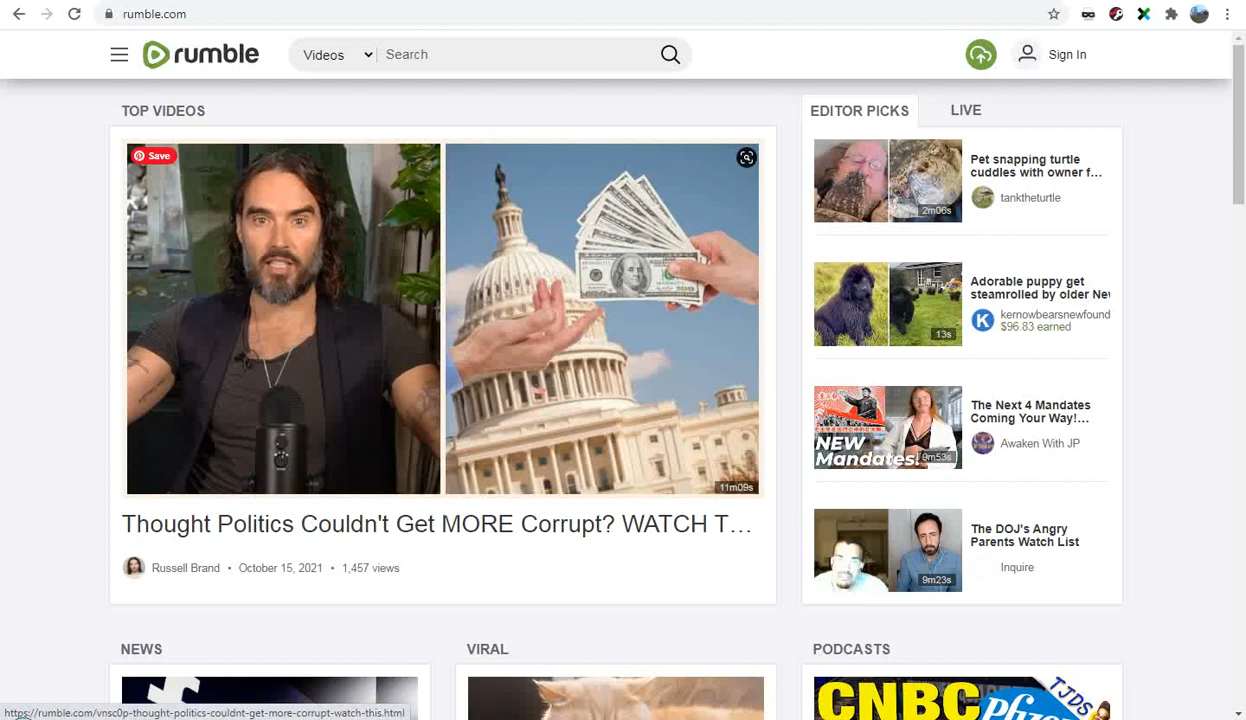 rumble.com
rumble
Videos
Search
Sign In
TOP VIDEOS
Save
11m09s
Thought Politics Couldn't Get MORE Corrupt? WATCH T…
Russell Brand • October 15, 2021 • 1,457 views
EDITOR PICKS
LIVE
2m06s
Pet snapping turtle
cuddles with owner f…
tanktheturtle
13s
Adorable puppy get
steamrolled by older Nev
K
kernowbearsnewfound
$96.83 earned
NEW
Mandates!
9m53s
The Next 4 Mandates
Coming Your Way!…
Awaken With JP
9m23s
The DOJ's Angry
Parents Watch List
Inquire
NEWS
VIRAL
PODCASTS
CNBC
Pfizer
TJDS
https://rumble.com/vnsc0p-thought-politics-couldnt-get-more-corrupt-watch-this.html